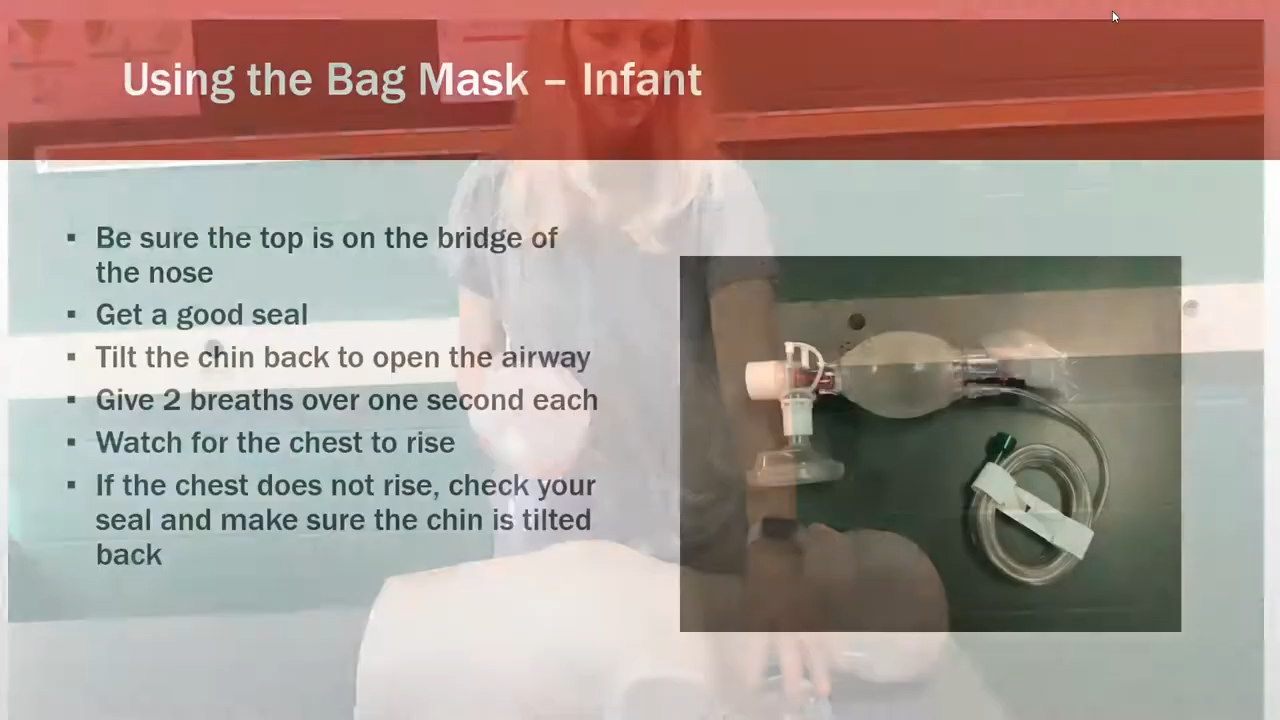 Using the Bag Mask – Infant
▪ Be sure the top is on the bridge of
the nose
▪ Get a good seal
▪ Tilt the chin back to open the airway
▪ Give 2 breaths over one second each
▪ Watch for the chest to rise
▪ If the chest does not rise, check your
seal and make sure the chin is tilted
back